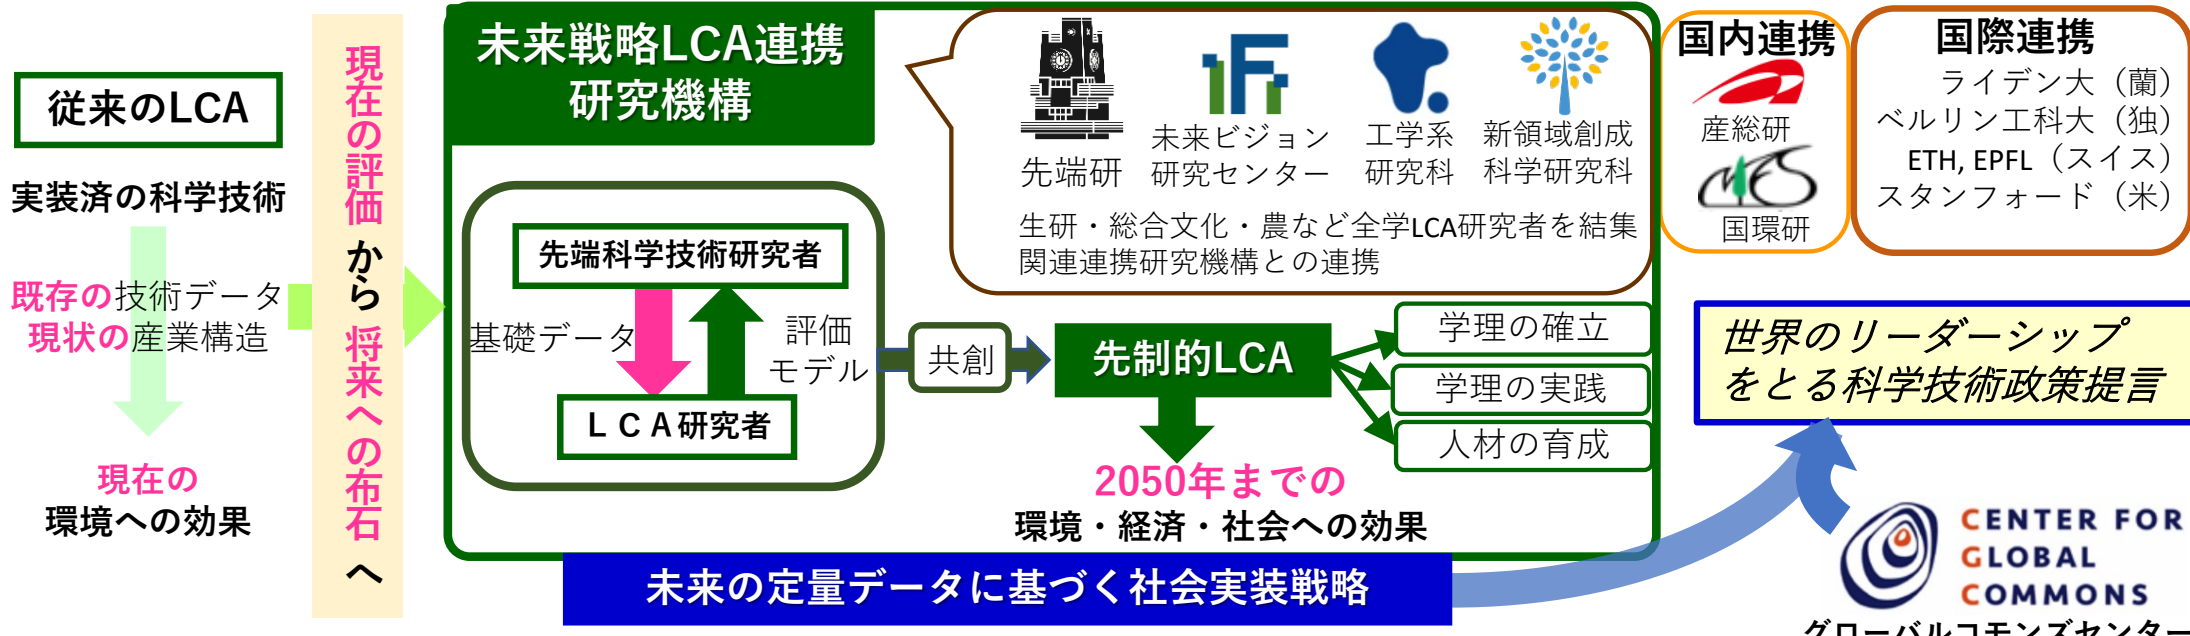 従来のLCA
実装済の科学技術
既存の技術データ
現状の産業構造
現在の
環境への効果
現在の評価 から 将来への布石 へ
未来戦略LCA連携
研究機構
先端科学技術研究者
基礎データ
評価
モデル
ＬＣＡ研究者
共創
先端研
未来ビジョン
研究センター
工学系
研究科
新領域創成
科学研究科
生研・総合文化・農など全学LCA研究者を結集
関連連携研究機構との連携
先制的LCA
学理の確立
学理の実践
人材の育成
2050年までの
環境・経済・社会への効果
未来の定量データに基づく社会実装戦略
国内連携
産総研
国環研
国際連携
ライデン大（蘭）
ベルリン工科大（独）
ETH, EPFL（スイス）
スタンフォード（米）
世界のリーダーシップ
をとる科学技術政策提言
CENTER FOR
GLOBAL
COMMONS
グローバルコモンズセンター